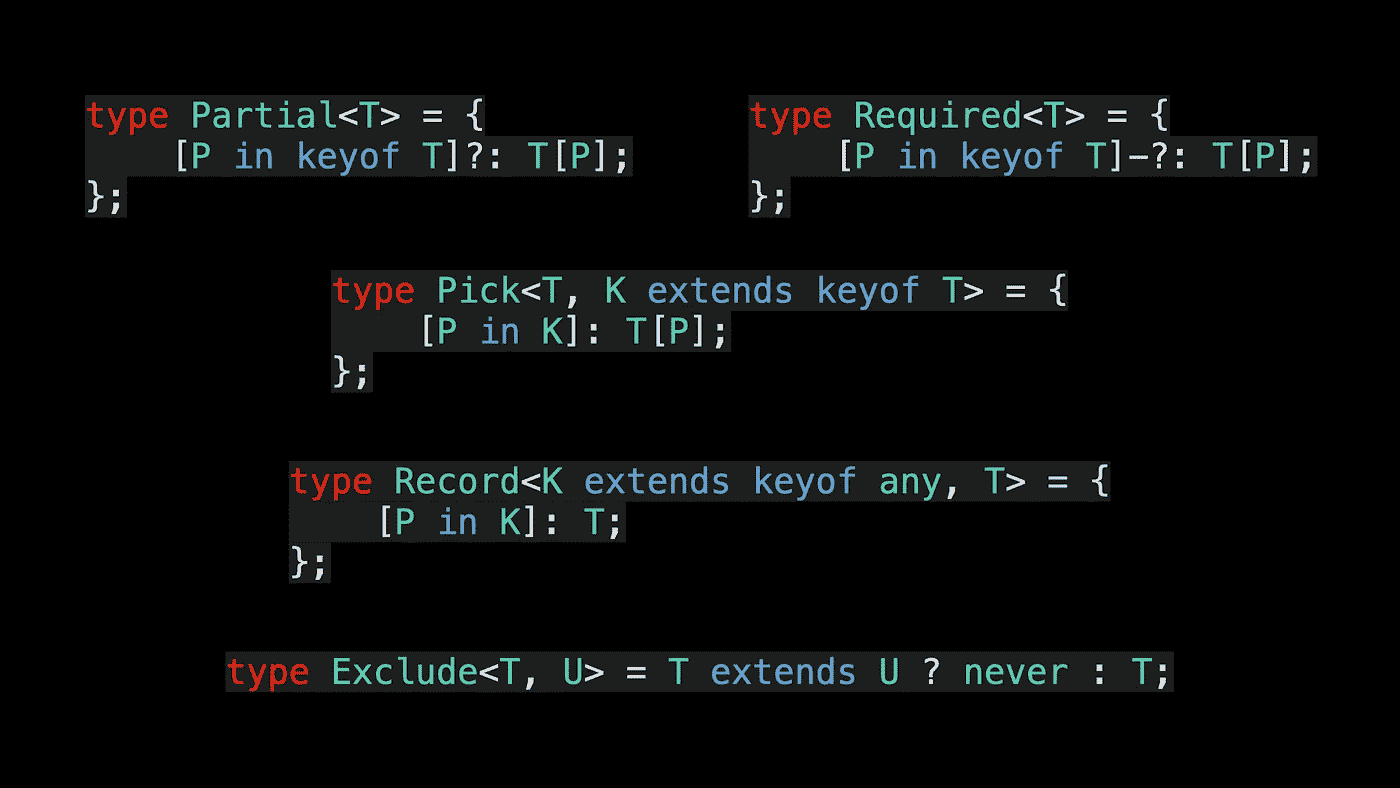 type Partial<T> = {
    [P in keyof T]?: T[P];
};
type Required<T> = {
    [P in keyof T]-?: T[P];
};
type Pick<T, K extends keyof T> = {
    [P in K]: T[P];
};
type Record<K extends keyof any, T> = {
    [P in K]: T;
};
type Exclude<T, U> = T extends U ? never : T;